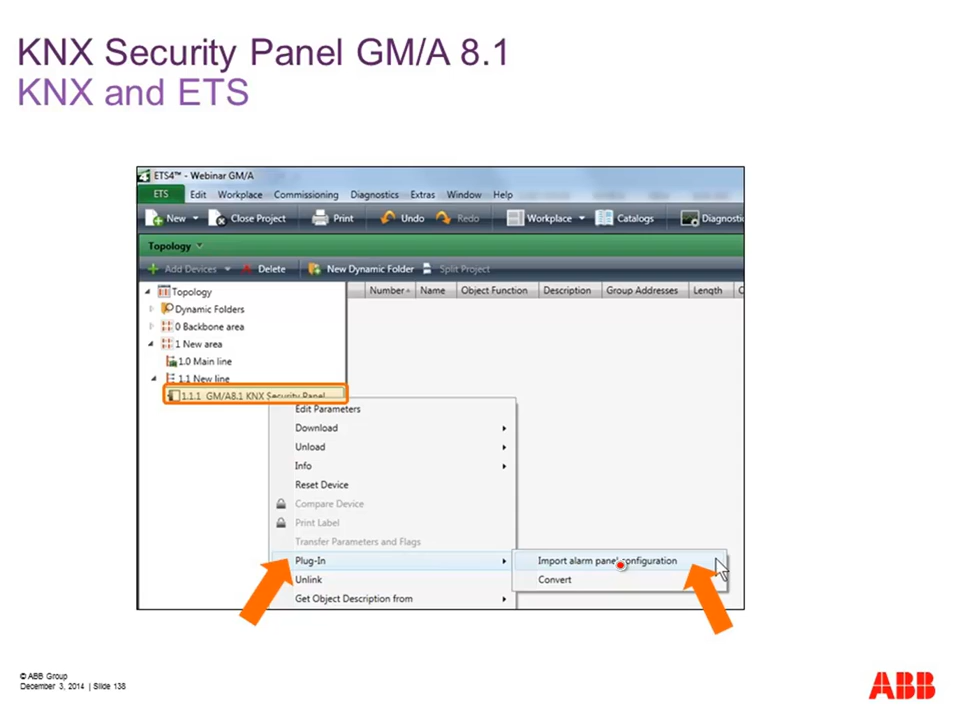 KNX Security Panel GM/A 8.1
KNX and ETS
ETS4™ - Webinar GM/A
ETS Edit Workplace Commissioning Diagnostics Extras Window Help
New Close Project Print Undo Redo Workplace Catalogs Diagnostic
Topology
Add Devices Delete New Dynamic Folder Split Project
Topology Number Name Object Function Description Group Addresses Length C
Dynamic Folders
0 Backbone area
1 New area
1.0 Main line
1.1 New line
1.1.1 GM/A8.1 KNX Security Panel
Edit Parameters
Download
Unload
Info
Reset Device
Compare Device
Print Label
Transfer Parameters and Flags
Plug-In Import alarm panel configuration
Unlink Convert
Get Object Description from
© ABB Group
December 3, 2014 | Slide 138
ABB